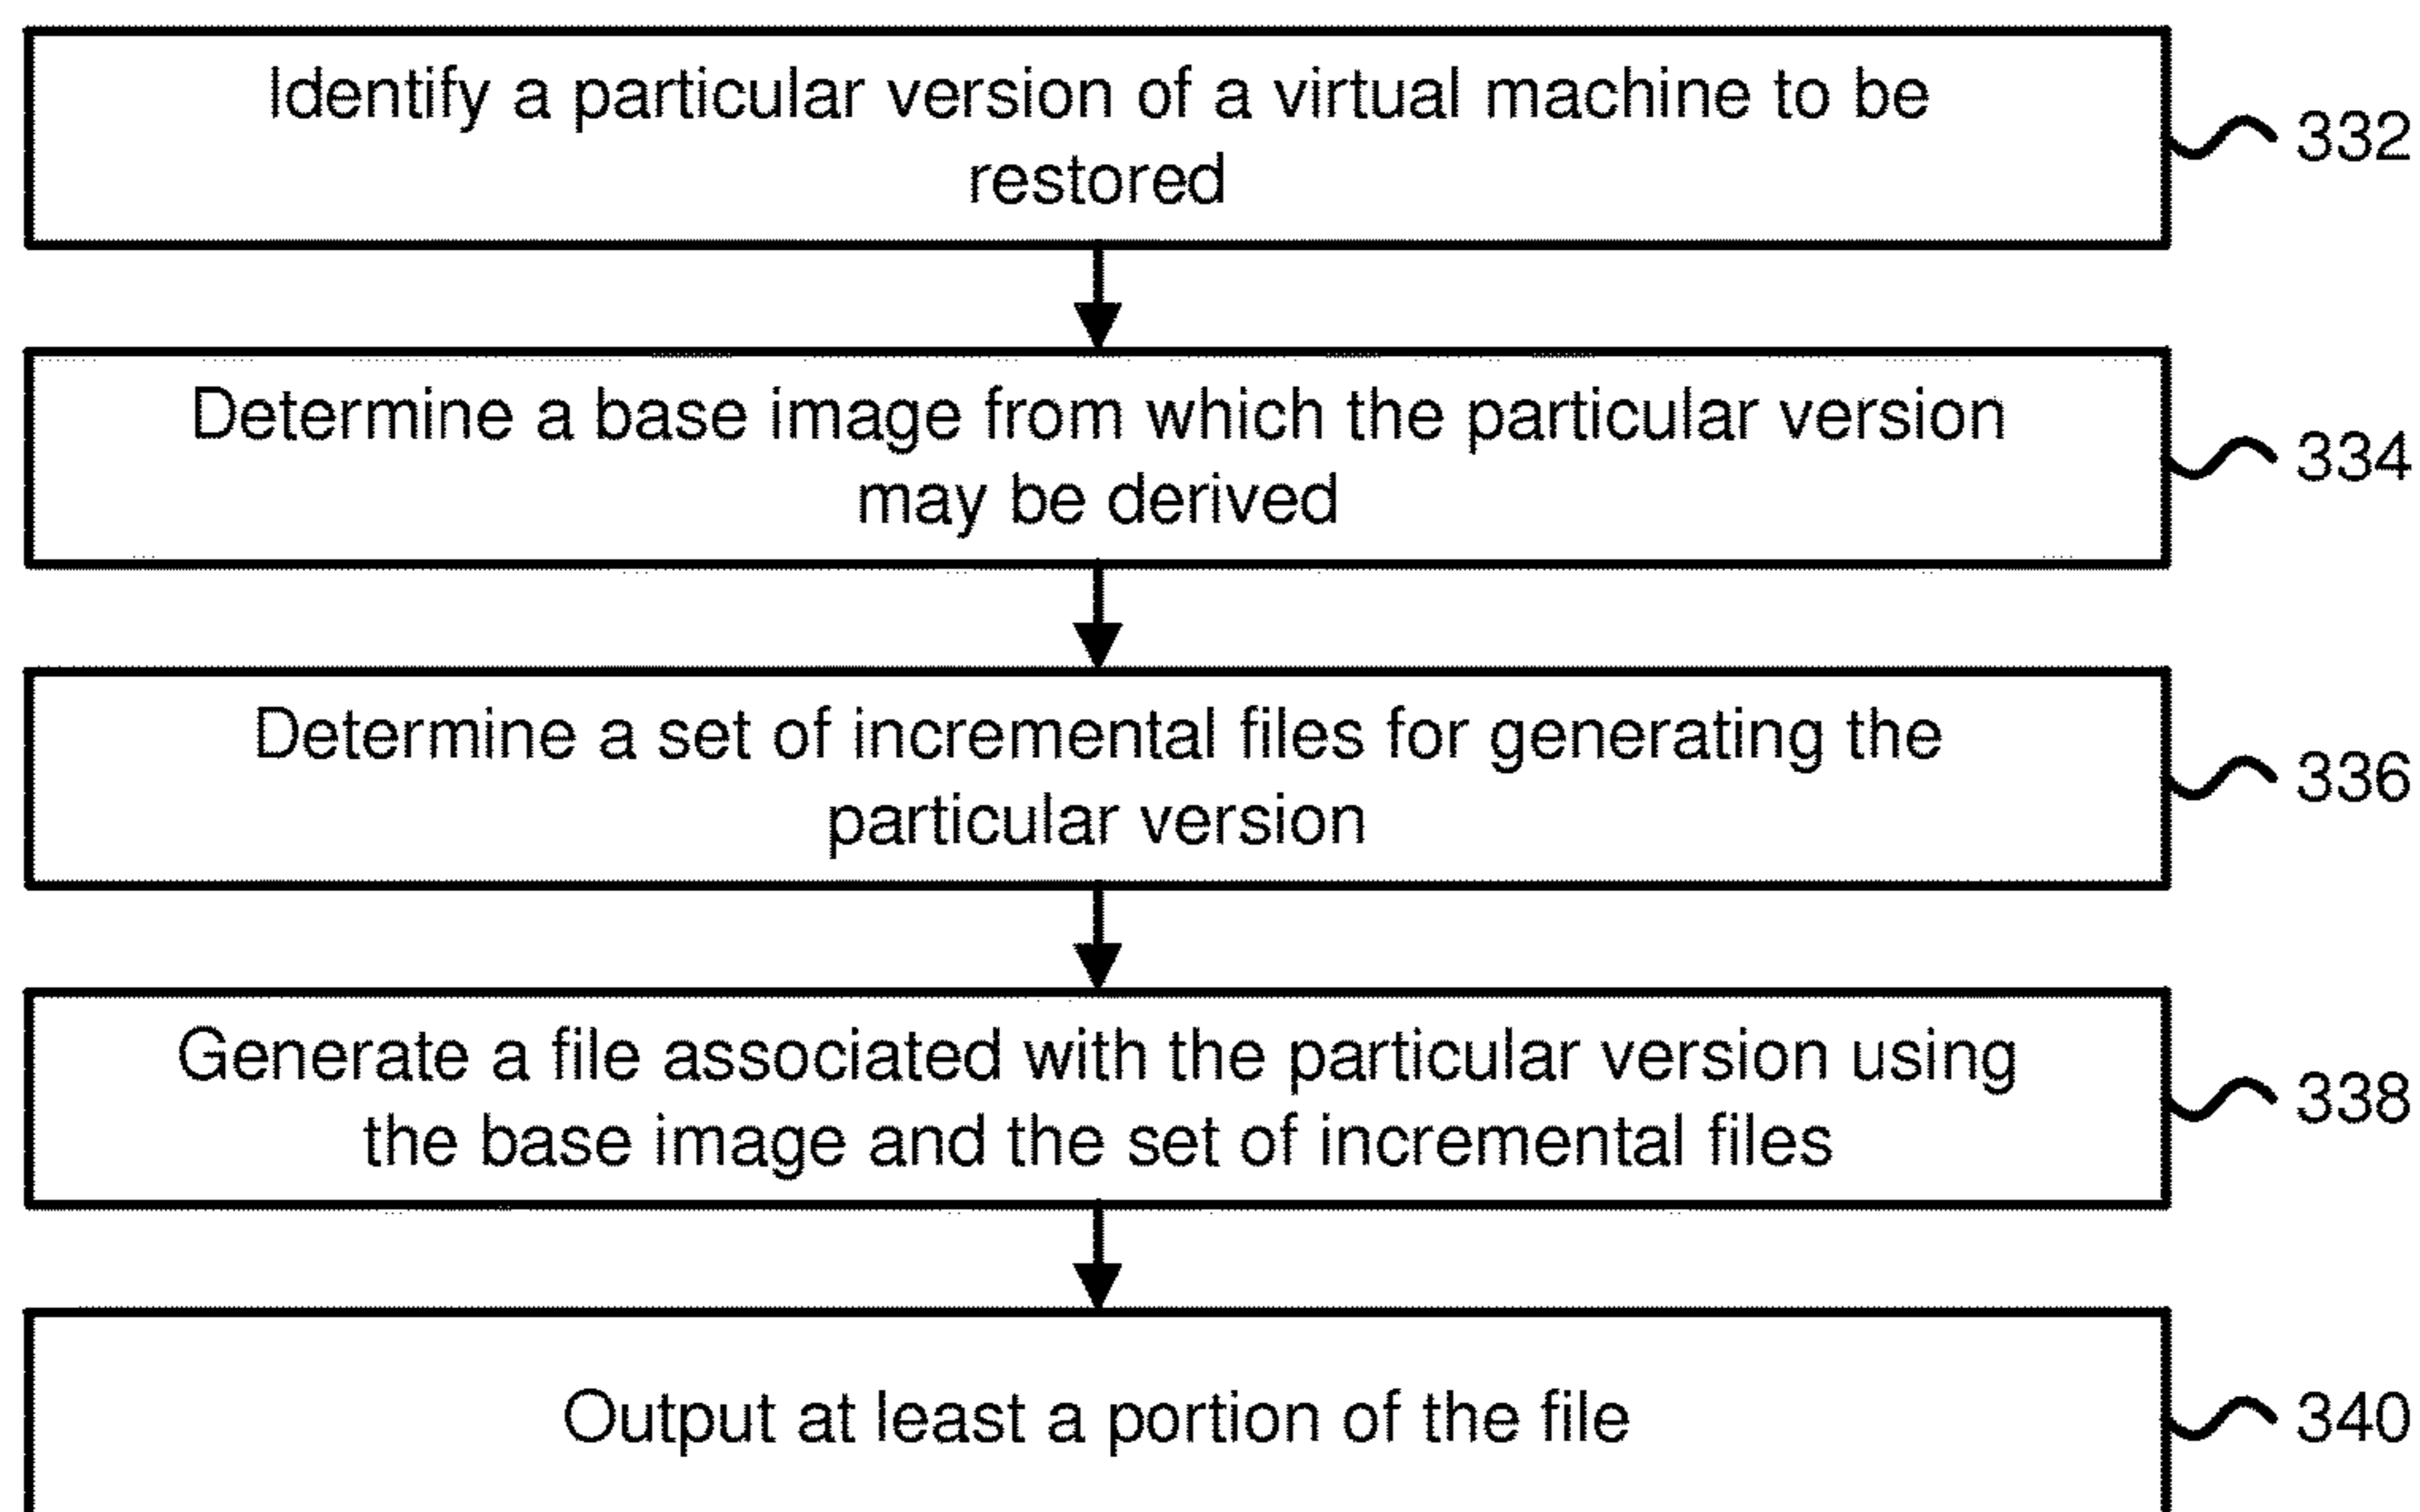 Identify a particular version of a virtual machine to be
restored
332
Determine a base image from which the particular version
may be derived
334
Determine a set of incremental files for generating the
particular version
336
Generate a file associated with the particular version using
the base image and the set of incremental files
338
Output at least a portion of the file
340